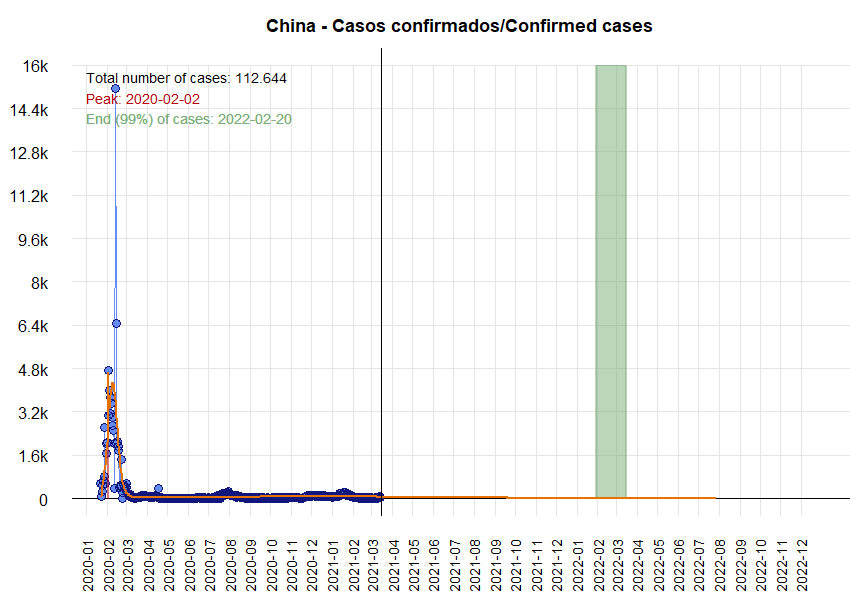 China - Casos confirmados/Confirmed cases
16k
14.4k
12.8k
11.2k
9.6k
8k
6.4k
4.8k
3.2k
1.6k
0
Total number of cases: 112.644
Peak: 2020-02-02
End (99%) of cases: 2022-02-20
2020-01
2020-02
2020-03
2020-04
2020-05
2020-06
2020-07
2020-08
2020-09
2020-10
2020-11
2020-12
2021-01
2021-02
2021-03
2021-04
2021-05
2021-06
2021-07
2021-08
2021-09
2021-10
2021-11
2021-12
2022-01
2022-02
2022-03
2022-04
2022-05
2022-06
2022-07
2022-08
2022-09
2022-10
2022-11
2022-12